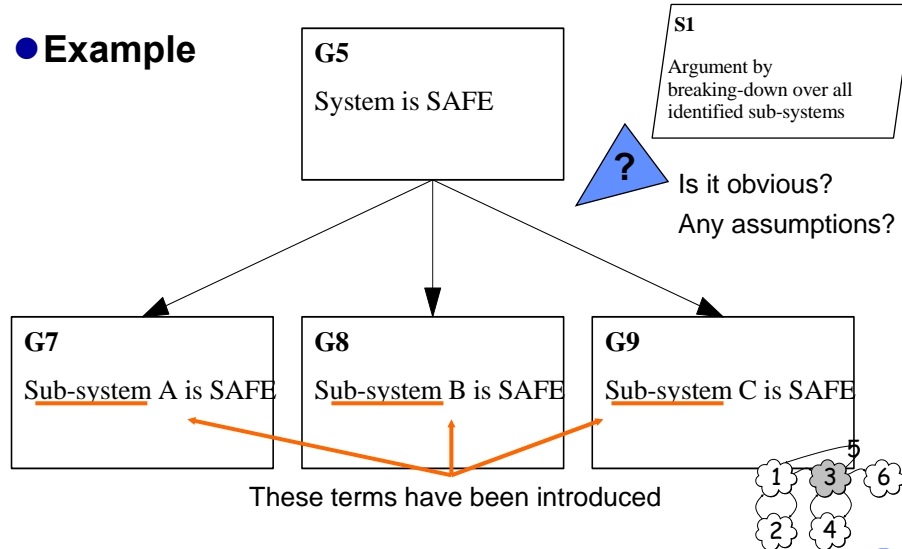 Example
G5
System is SAFE
S1
Argument by
breaking-down over all
identified sub-systems
?
Is it obvious?
Any assumptions?
G7
Sub-system A is SAFE
G8
Sub-system B is SAFE
G9
Sub-system C is SAFE
These terms have been introduced
5
1 3 6
2 4